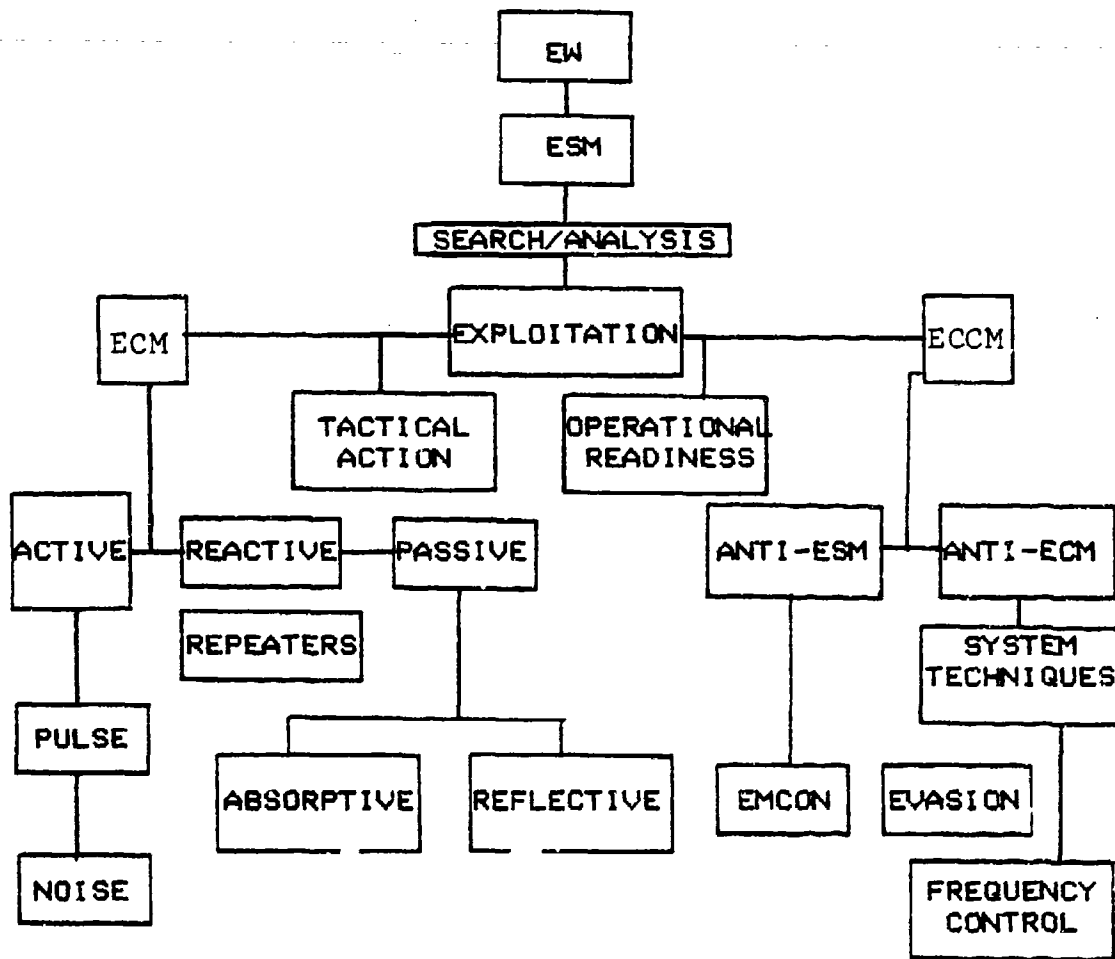 EW
ESM
SEARCH/ANALYSIS
ECM
EXPLOITATION
ECCM
TACTICAL
ACTION
OPERATIONAL
READINESS
ACTIVE
REACTIVE
PASSIVE
ANTI-ESM
ANTI-ECM
REPEATERS
SYSTEM
TECHNIQUES
PULSE
ABSORPTIVE
REFLECTIVE
EMCON
EVASION
NOISE
FREQUENCY
CONTROL